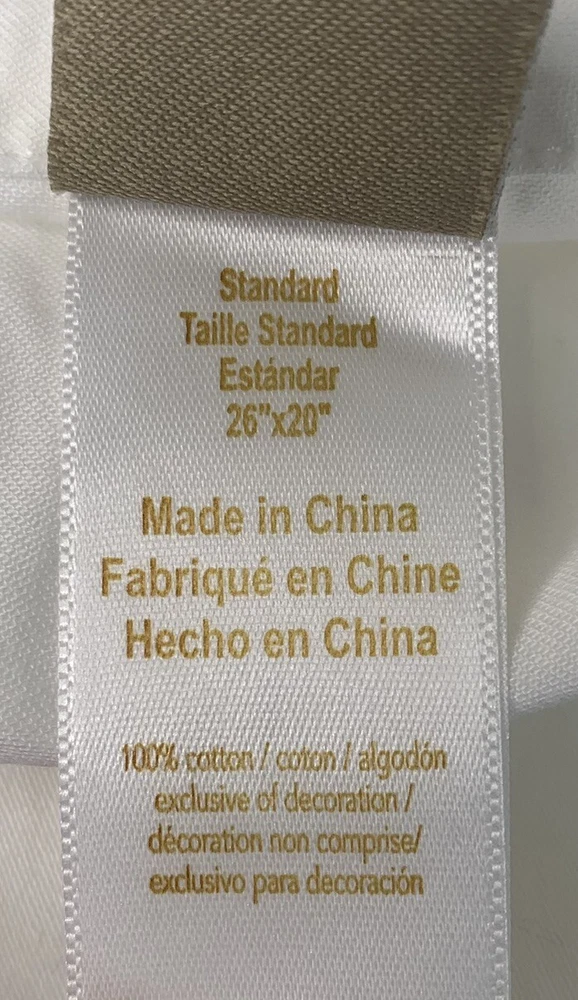 Standard
Taille Standard
Estándar
26"x20"
Made in China
Fabriqué en Chine
Hecho en China
100% cotton / coton / algodón
exclusive of decoration /
décoration non comprise/
exclusivo para decoración